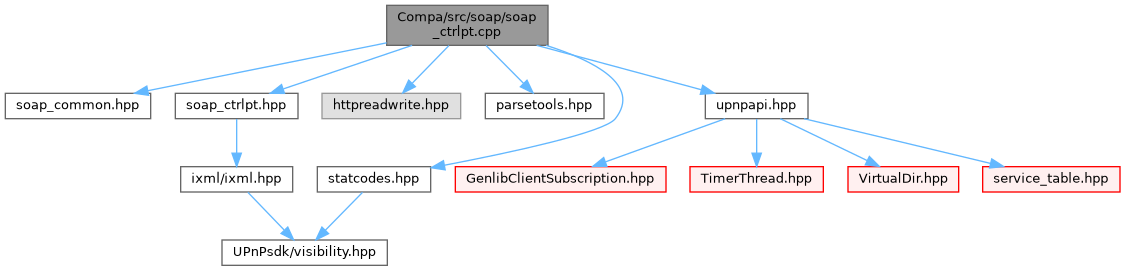 Compa/src/soap/soap
_ctrlpt.cpp
soap_common.hpp
soap_ctrlpt.hpp
httpreadwrite.hpp
parsetools.hpp
upnpapi.hpp
ixml/ixml.hpp
statcodes.hpp
GenlibClientSubscription.hpp
TimerThread.hpp
VirtualDir.hpp
service_table.hpp
UPnPsdk/visibility.hpp